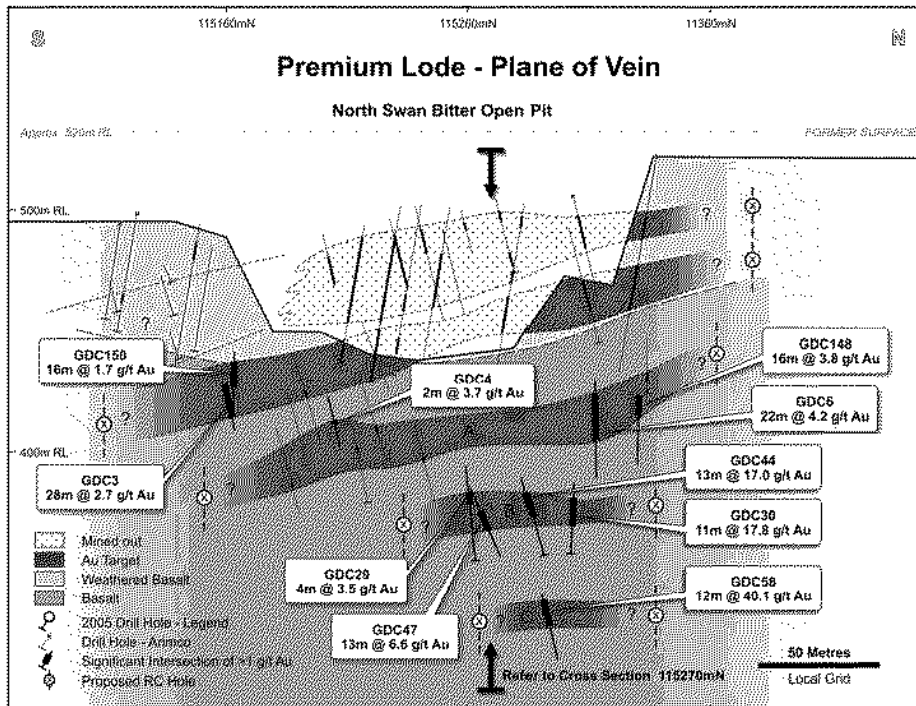 115160mN 115260mN 11360mN
S N
Premium Lode - Plane of Vein
North Swan Bitter Open Pit
Approx. 520m RL FORMER SURFACE
500m RL
?
?
?
GDC150
16m @ 1.7 g/t Au
GDC148
16m @ 3.8 g/t Au
GDC4
2m @ 3.7 g/t Au
?
?
GDC6
22m @ 4.2 g/t Au
A
400m RL
GDC3
28m @ 2.7 g/t Au
GDC44
13m @ 17.0 g/t Au
?
?
B
?
GDC30
11m @ 17.8 g/t Au
Mined out
Au Target
Weathered Basalt
Basalt
2005 Drill Hole - Legend
Drill Hole -
Significant Intersection of >1 g/t Au
Proposed RC Hole
GDC29
4m @ 3.5 g/t Au
GDC58
12m @ 40.1 g/t Au
?
?
GDC47
13m @ 6.6 g/t Au
Refer to Cross Section 115270mN
50 Metres
Local Grid